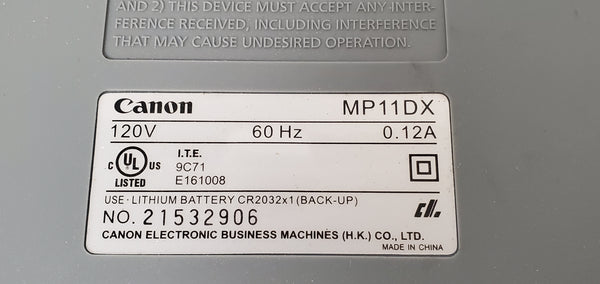 AND 2) THIS DEVICE MUST ACCEPT ANY INTER-
FERENCE RECEIVED, INCLUDING INTERFERENCE
THAT MAY CAUSE UNDESIRED OPERATION.
Canon MP11DX
120V 60 Hz 0.12A
C UL US LISTED
I.T.E.
9C71
E161008
USE · LITHIUM BATTERY CR2032x1 (BACK-UP)
NO. 21532906
CANON ELECTRONIC BUSINESS MACHINES (H.K.) CO., LTD.
MADE IN CHINA